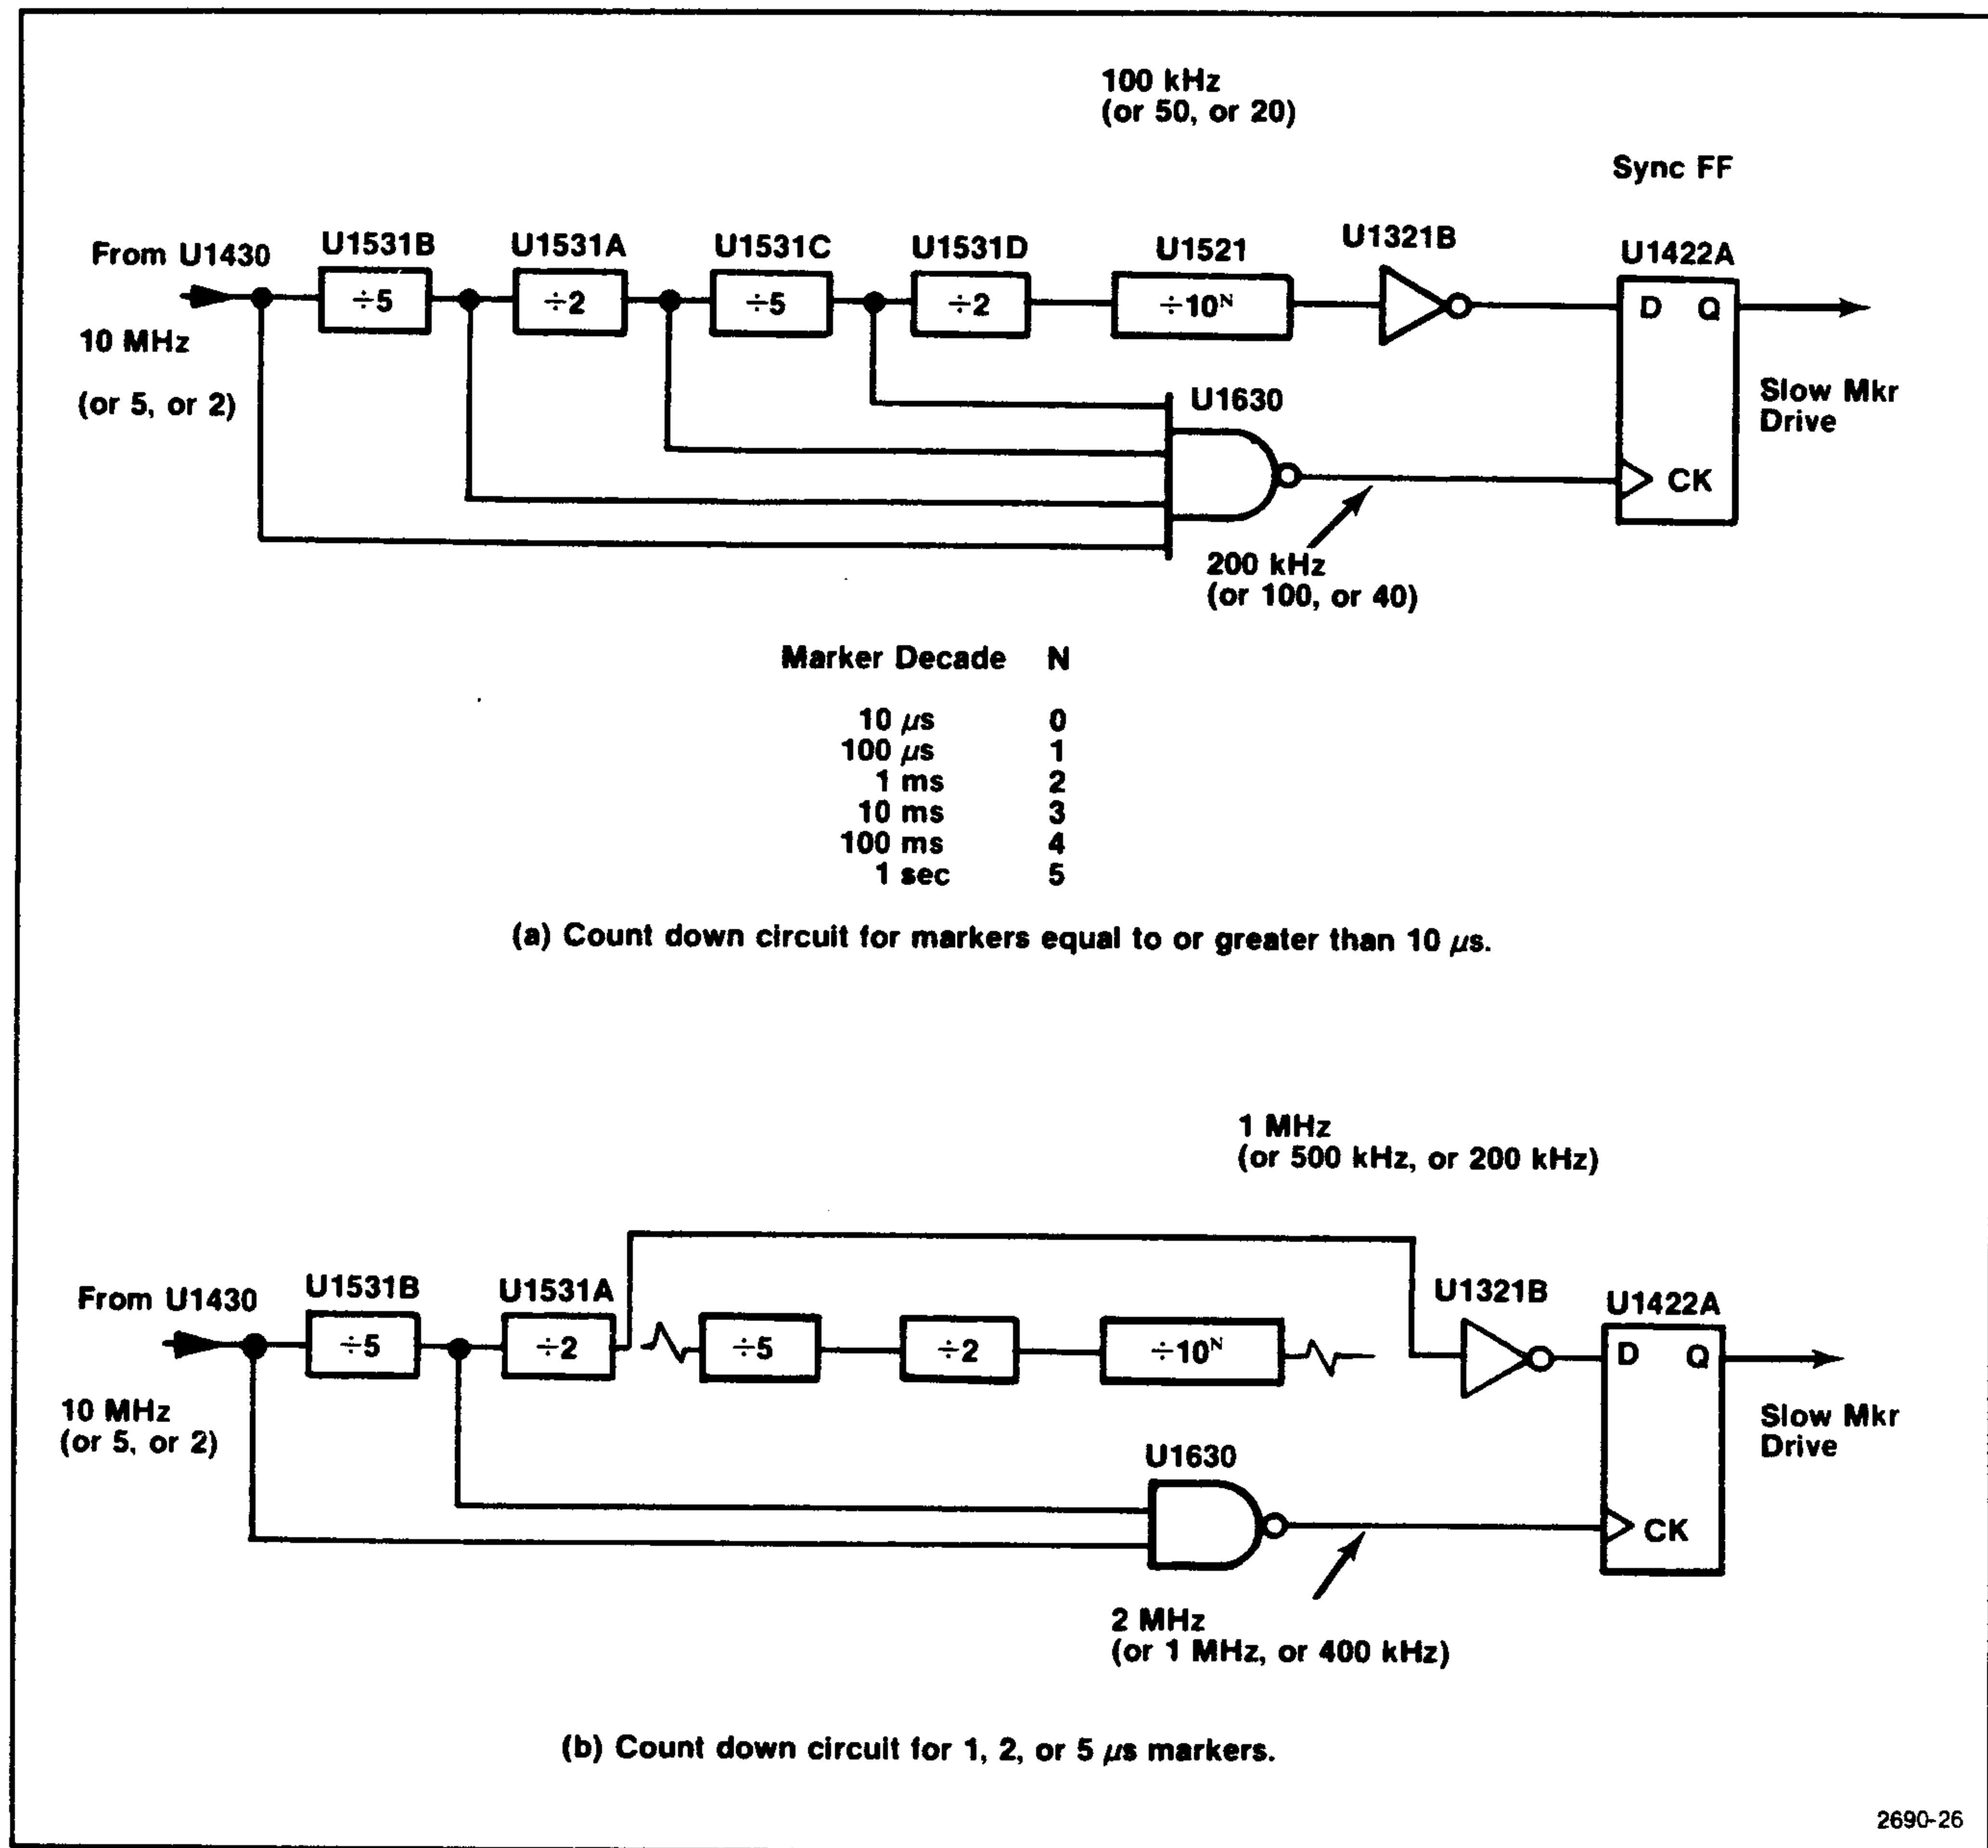 100 kHz
(or 50, or 20)
Sync FF
From U1430
U1531B
U1531A
U1531C
U1531D
U1521
U1321B
U1422A
÷5
÷2
÷5
÷2
÷10ᴺ
D Q
10 MHz
(or 5, or 2)
U1630
Slow Mkr
Drive
CK
200 kHz
(or 100, or 40)
Marker Decade N
10 μs 0
100 μs 1
1 ms 2
10 ms 3
100 ms 4
1 sec 5
(a) Count down circuit for markers equal to or greater than 10 μs.
1 MHz
(or 500 kHz, or 200 kHz)
From U1430
U1531B
U1531A
U1321B
U1422A
÷5
÷2
÷5
÷2
÷10ᴺ
D Q
10 MHz
(or 5, or 2)
U1630
Slow Mkr
Drive
CK
2 MHz
(or 1 MHz, or 400 kHz)
(b) Count down circuit for 1, 2, or 5 μs markers.
2690-26